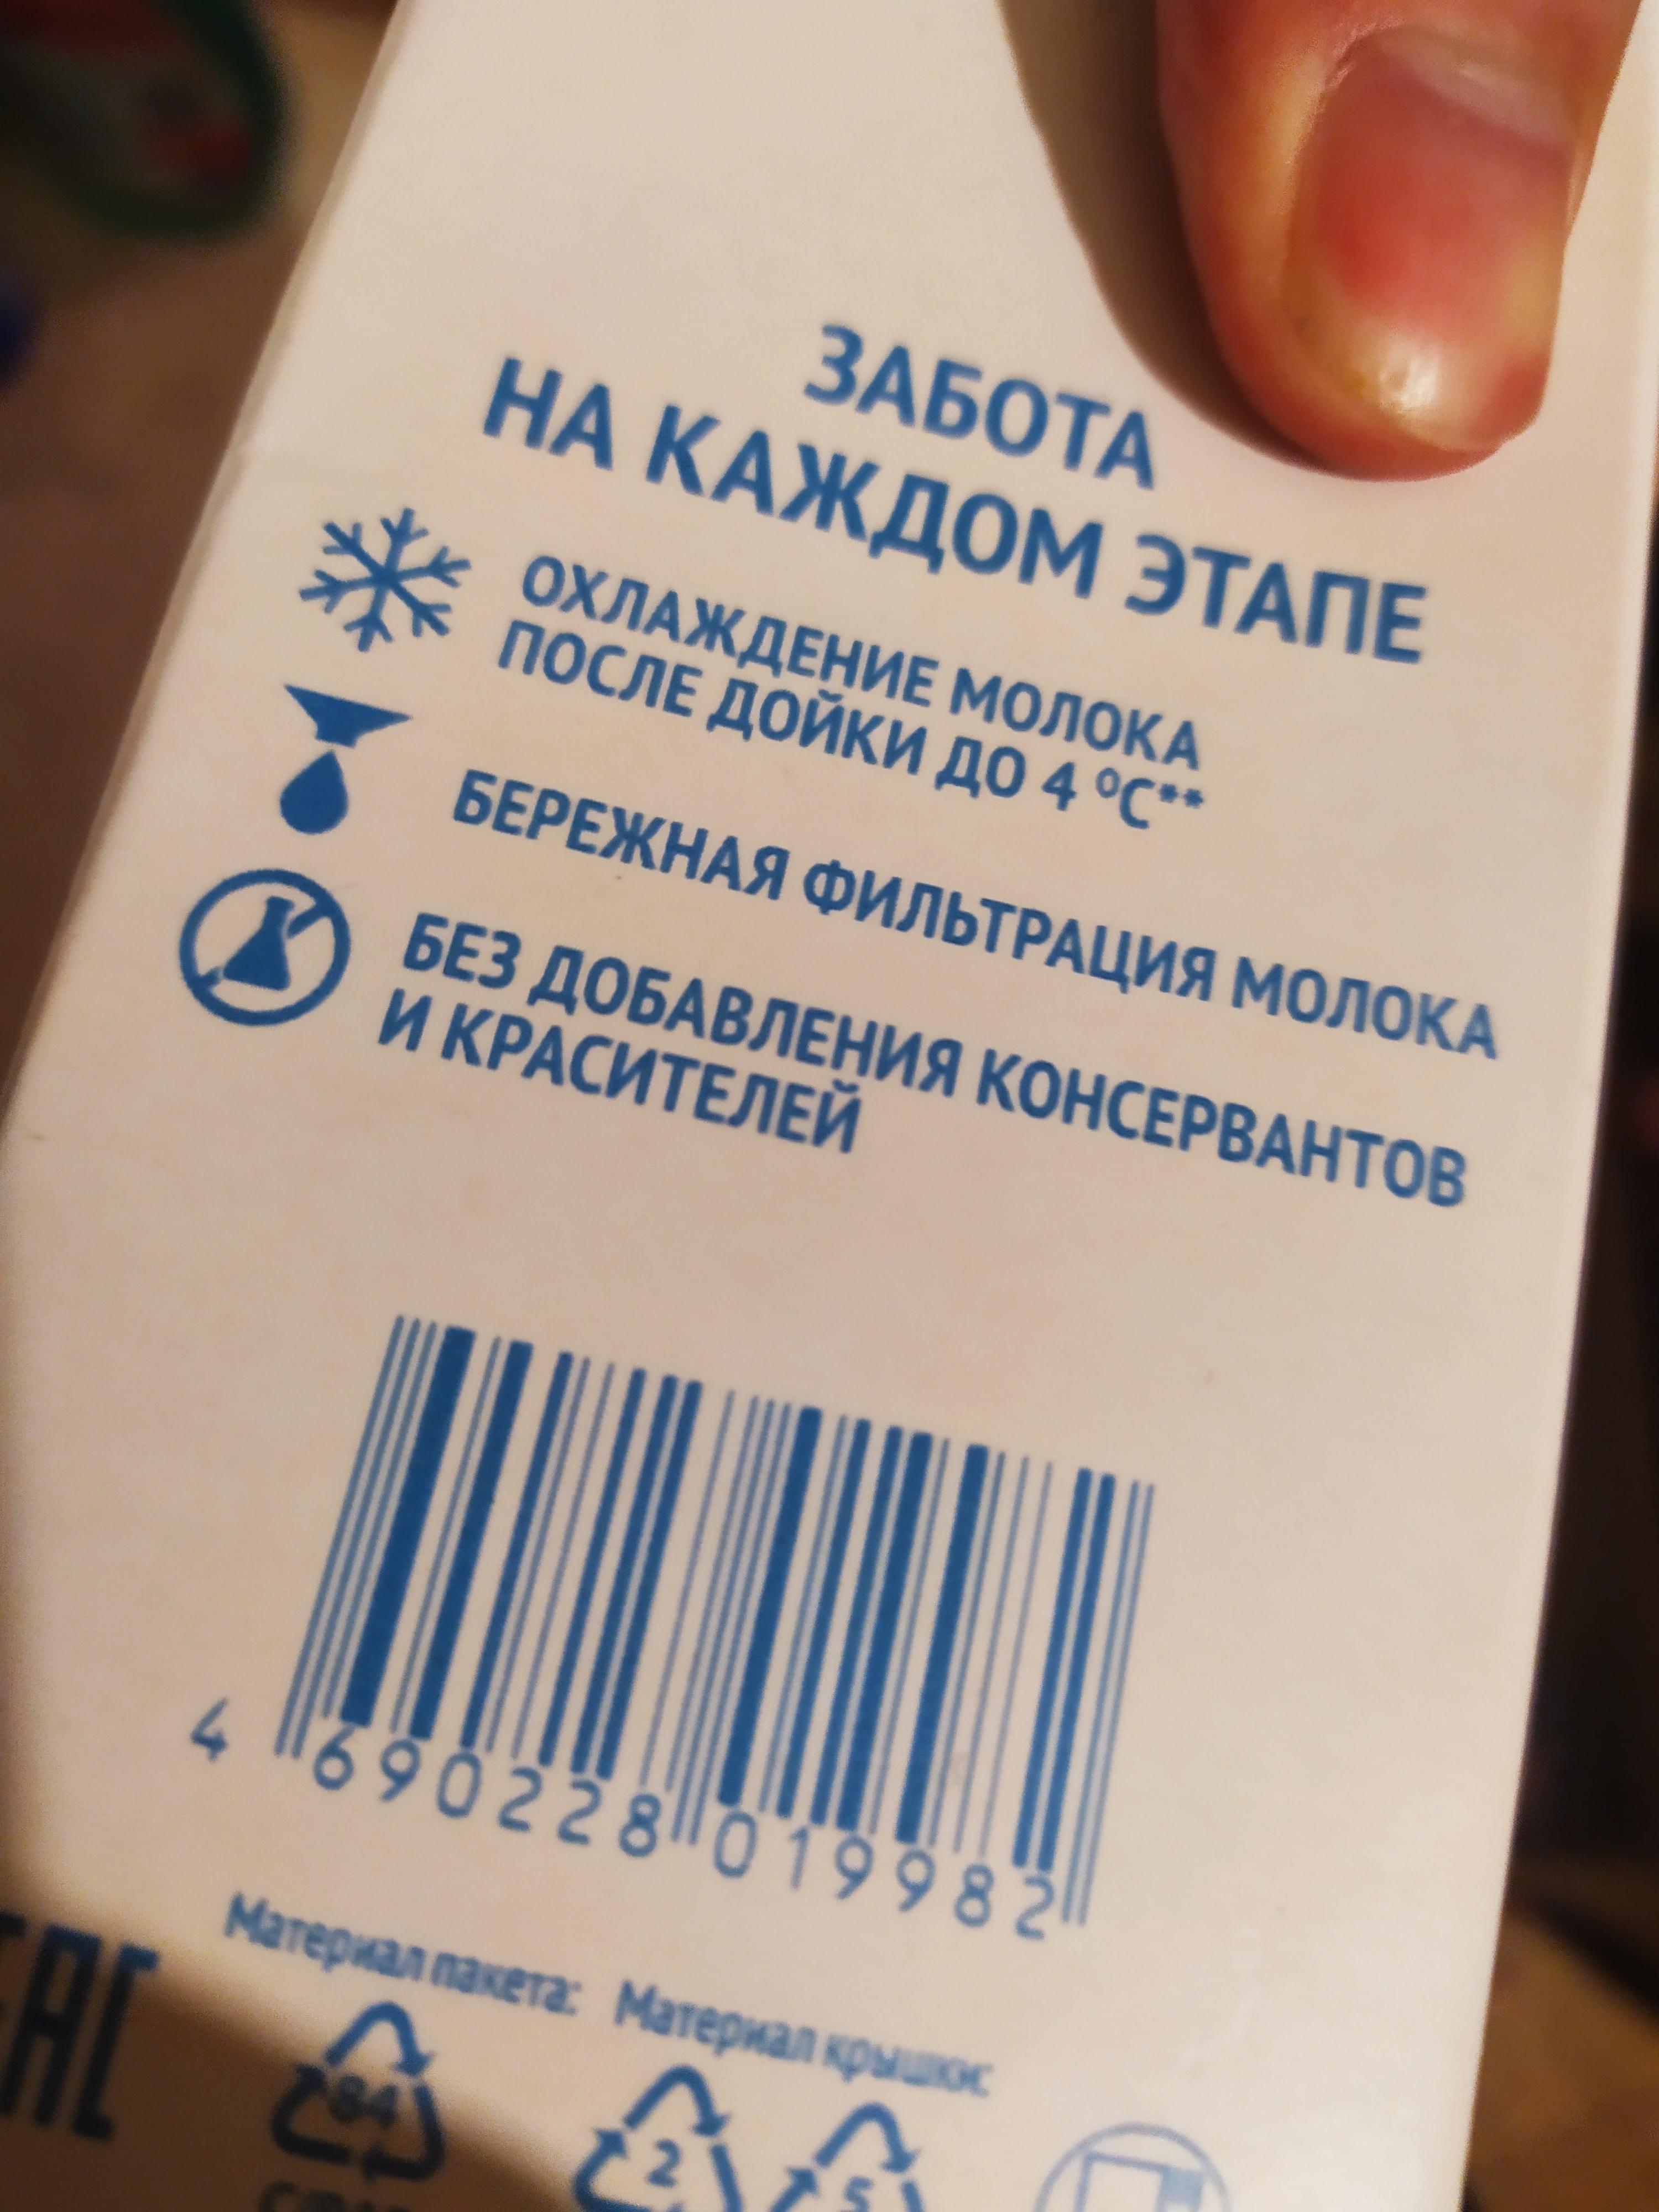 ЗАБОТА
НА КАЖДОМ ЭТАПЕ
ОХЛАЖДЕНИЕ МОЛОКА
ПОСЛЕ ДОЙКИ ДО 4 °C**
БЕРЕЖНАЯ ФИЛЬТРАЦИЯ МОЛОКА
БЕЗ ДОБАВЛЕНИЯ КОНСЕРВАНТОВ
И КРАСИТЕЛЕЙ
4 690228 019982
Материал пакета: Материал крышки:
84
2 5